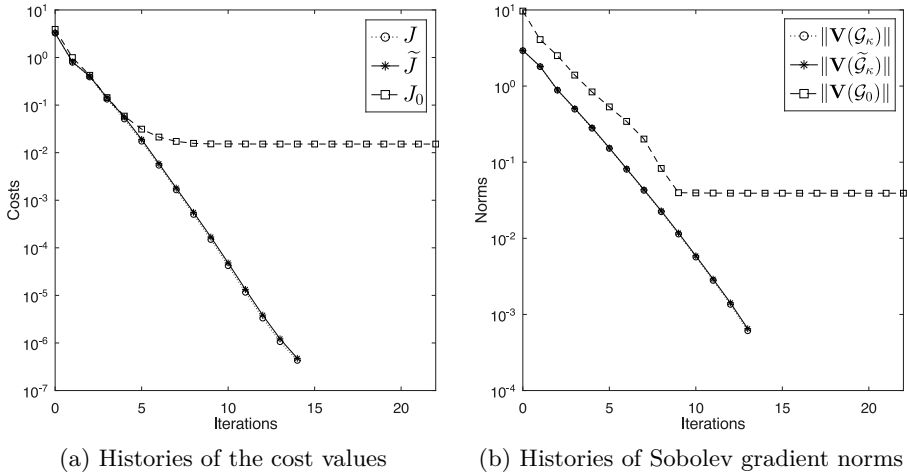 10^1
10^0
10^-1
10^-2
10^-3
10^-4
10^-5
10^-6
10^-7
Costs
0 5 10 15 20
Iterations
J
J̃
J_0
(a) Histories of the cost values
10^1
10^0
10^-1
10^-2
10^-3
10^-4
Norms
0 5 10 15 20
Iterations
‖V(𝒢_κ)‖
‖V(𝒢̃_κ)‖
‖V(𝒢_0)‖
(b) Histories of Sobolev gradient norms